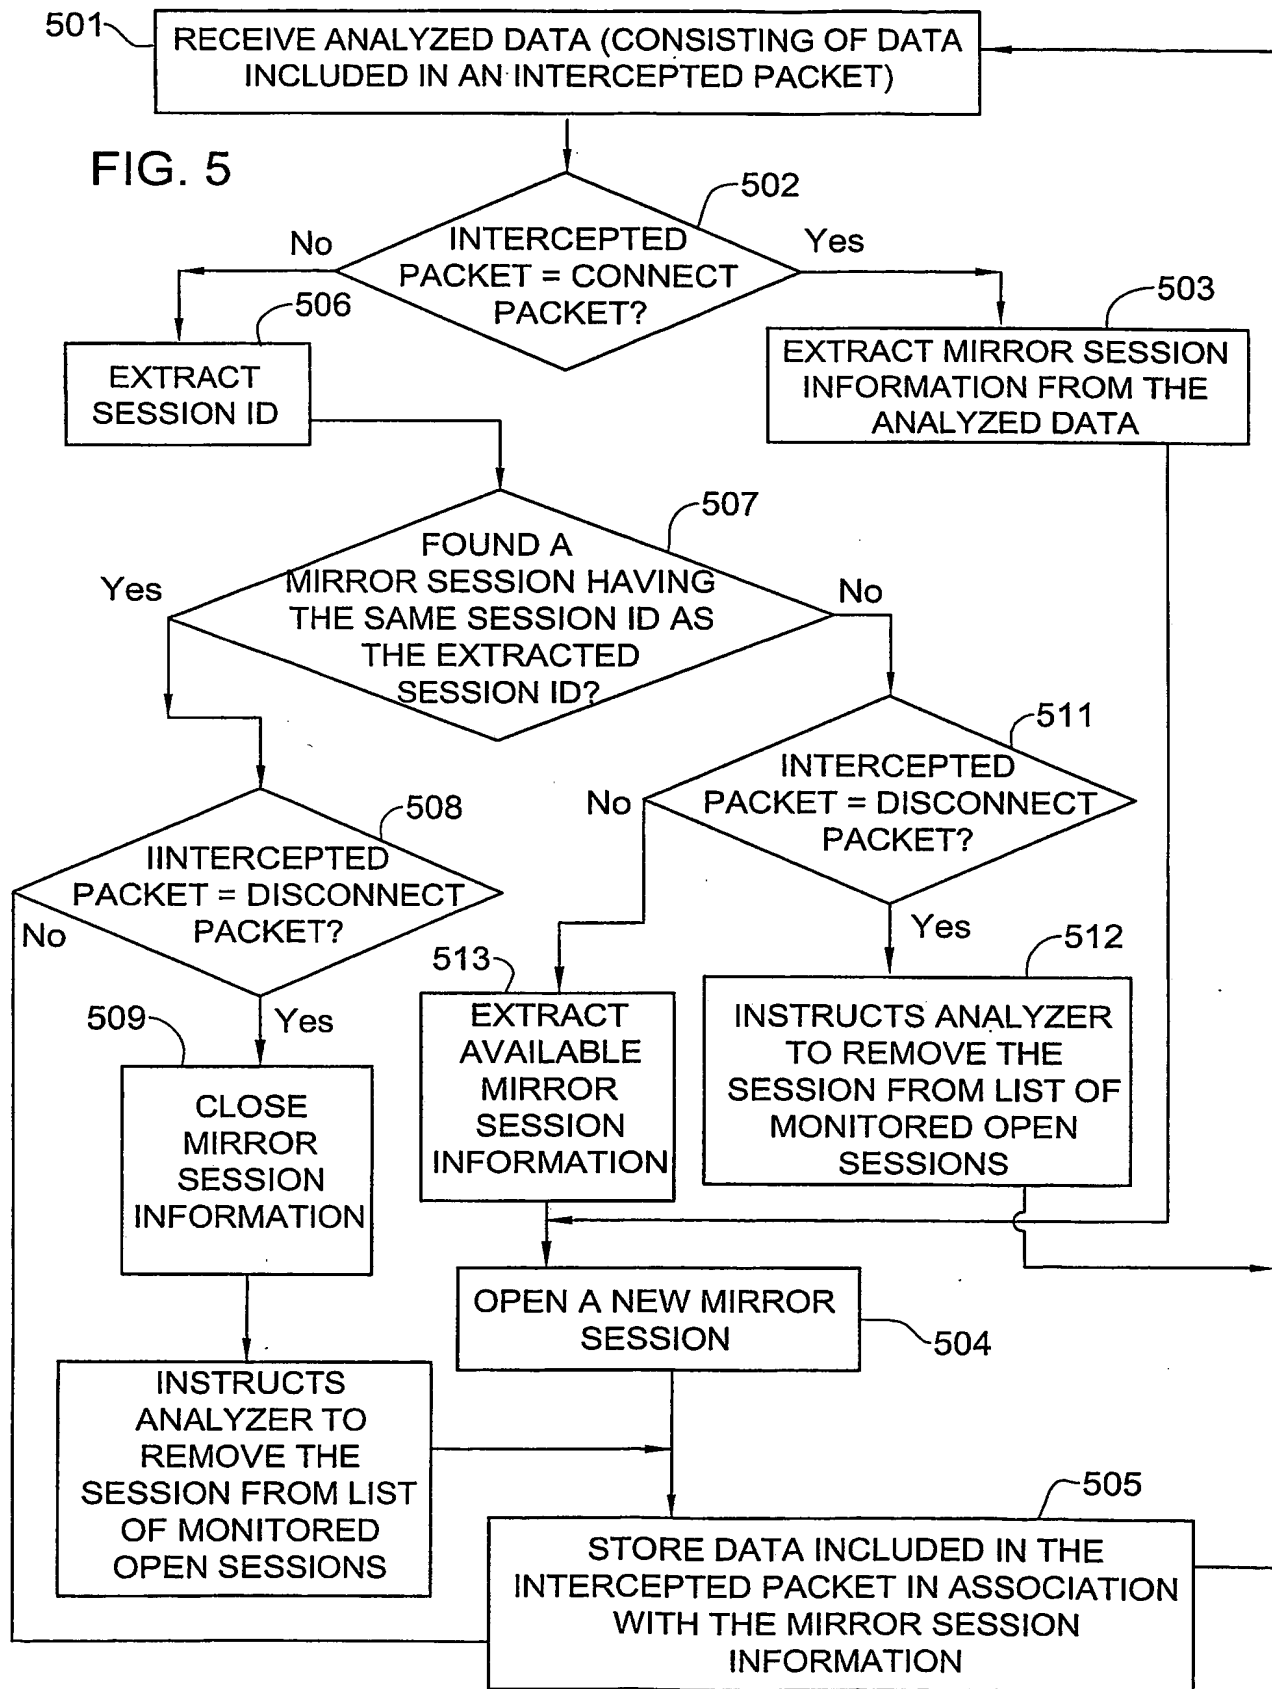 501
RECEIVE ANALYZED DATA (CONSISTING OF DATA
INCLUDED IN AN INTERCEPTED PACKET)
FIG. 5
502
INTERCEPTED
PACKET = CONNECT
PACKET?
No
Yes
506
EXTRACT
SESSION ID
503
EXTRACT MIRROR SESSION
INFORMATION FROM THE
ANALYZED DATA
507
FOUND A
MIRROR SESSION HAVING
THE SAME SESSION ID AS
THE EXTRACTED
SESSION ID?
Yes
No
511
INTERCEPTED
PACKET = DISCONNECT
PACKET?
No
Yes
508
IINTERCEPTED
PACKET = DISCONNECT
PACKET?
No
Yes
509
CLOSE
MIRROR
SESSION
INFORMATION
513
EXTRACT
AVAILABLE
MIRROR
SESSION
INFORMATION
512
INSTRUCTS ANALYZER
TO REMOVE THE
SESSION FROM LIST OF
MONITORED OPEN
SESSIONS
OPEN A NEW MIRROR
SESSION
504
INSTRUCTS
ANALYZER TO
REMOVE THE
SESSION FROM LIST
OF MONITORED
OPEN SESSIONS
505
STORE DATA INCLUDED IN THE
INTERCEPTED PACKET IN ASSOCIATION
WITH THE MIRROR SESSION
INFORMATION